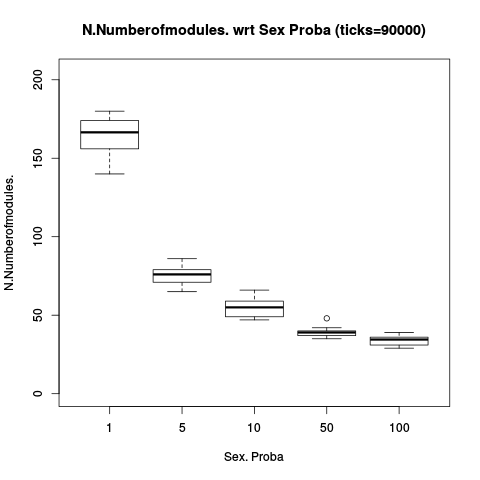 N.Numberofmodules. wrt Sex Proba (ticks=90000)
N.Numberofmodules.
200
150
100
50
0
1 5 10 50 100
Sex. Proba